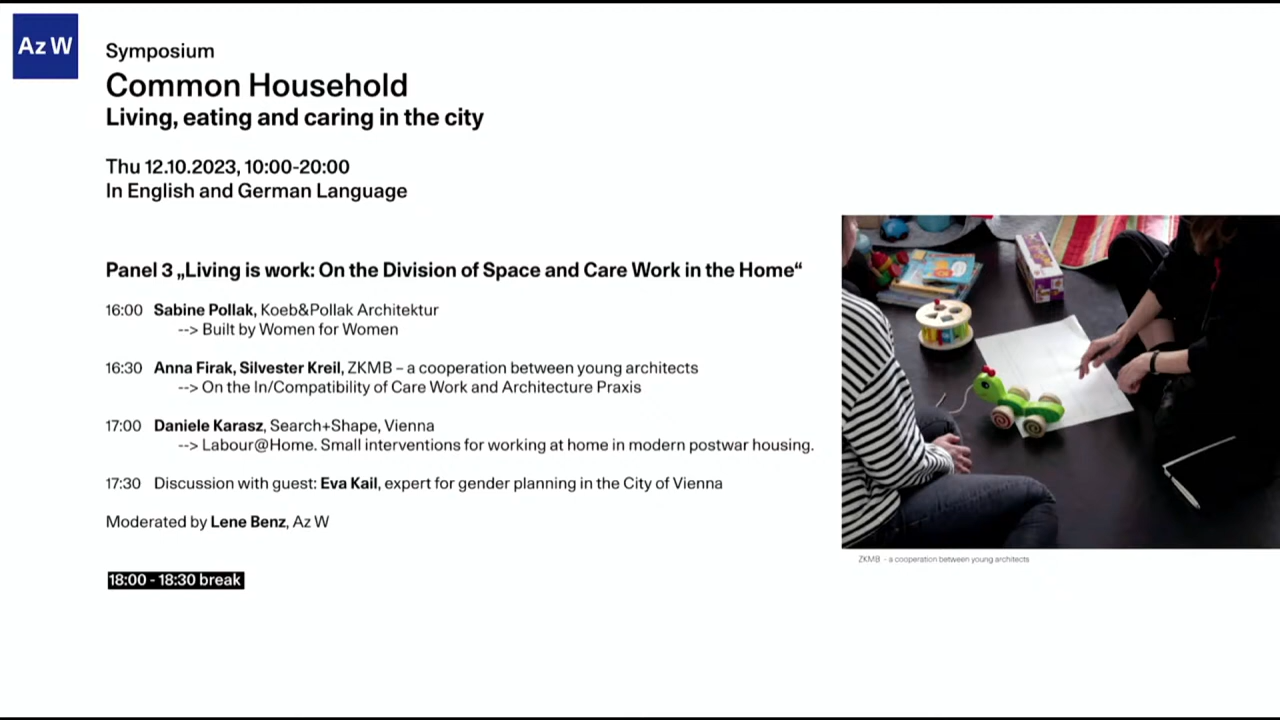 Az W
Symposium
Common Household
Living, eating and caring in the city
Thu 12.10.2023, 10:00-20:00
In English and German Language
Panel 3 „Living is work: On the Division of Space and Care Work in the Home“
16:00 Sabine Pollak, Koeb&Pollak Architektur
--> Built by Women for Women
16:30 Anna Firak, Silvester Kreil, ZKMB – a cooperation between young architects
--> On the In/Compatibility of Care Work and Architecture Praxis
17:00 Daniele Karasz, Search+Shape, Vienna
--> Labour@Home. Small interventions for working at home in modern postwar housing.
17:30 Discussion with guest: Eva Kail, expert for gender planning in the City of Vienna
Moderated by Lene Benz, Az W
18:00 - 18:30 break
ZKMB - a cooperation between young architects